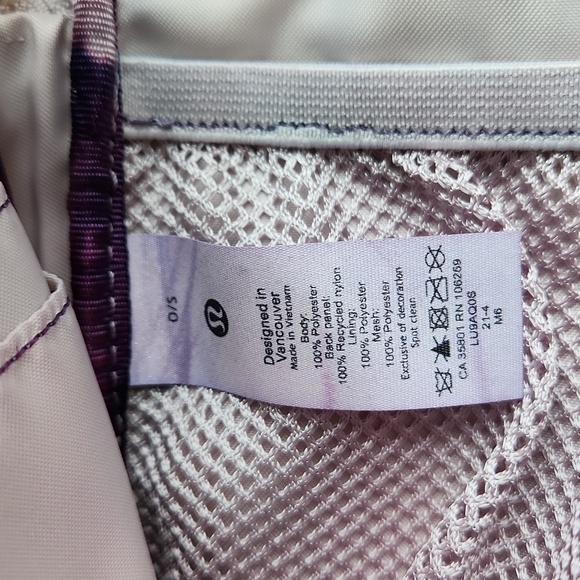 O/S
Designed in
Vancouver
Made in Vietnam
Body:
100% Polyester
Back panel:
100% Recycled nylon
Lining:
100% Polyester
Mesh:
100% Polyester
Exclusive of decoration
Spot clean
CA 35801 RN 106259
LU9AQ0S
21-4
M6